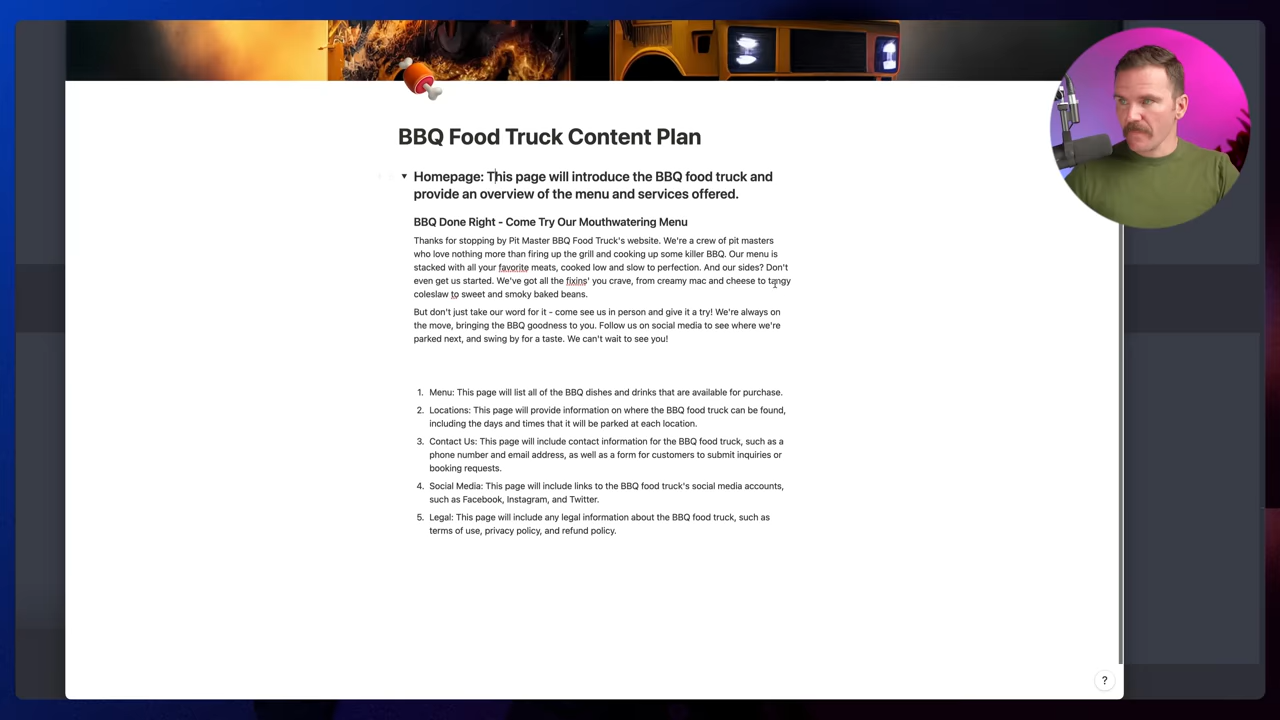 BBQ Food Truck Content Plan
Homepage: This page will introduce the BBQ food truck and
provide an overview of the menu and services offered.
BBQ Done Right - Come Try Our Mouthwatering Menu
Thanks for stopping by Pit Master BBQ Food Truck's website. We're a crew of pit masters
who love nothing more than firing up the grill and cooking up some killer BBQ. Our menu is
stacked with all your favorite meats, cooked low and slow to perfection. And our sides? Don't
even get us started. We've got all the fixins' you crave, from creamy mac and cheese to tangy
coleslaw to sweet and smoky baked beans.
But don't just take our word for it - come see us in person and give it a try! We're always on
the move, bringing the BBQ goodness to you. Follow us on social media to see where we're
parked next, and swing by for a taste. We can't wait to see you!
1. Menu: This page will list all of the BBQ dishes and drinks that are available for purchase.
2. Locations: This page will provide information on where the BBQ food truck can be found,
including the days and times that it will be parked at each location.
3. Contact Us: This page will include contact information for the BBQ food truck, such as a
phone number and email address, as well as a form for customers to submit inquiries or
booking requests.
4. Social Media: This page will include links to the BBQ food truck's social media accounts,
such as Facebook, Instagram, and Twitter.
5. Legal: This page will include any legal information about the BBQ food truck, such as
terms of use, privacy policy, and refund policy.
?